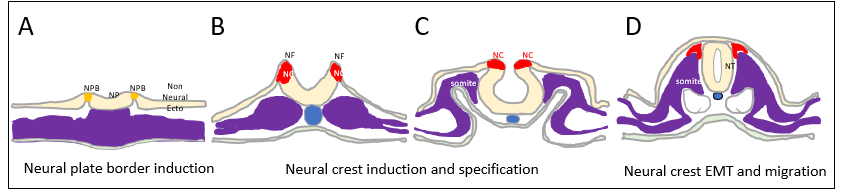 A
B
C
D
NPB
NP
NPB
Non
Neural
Ecto
NF
NF
NC
NC
NC
NC
somite
somite
NT
Neural plate border induction
Neural crest induction and specification
Neural crest EMT and migration